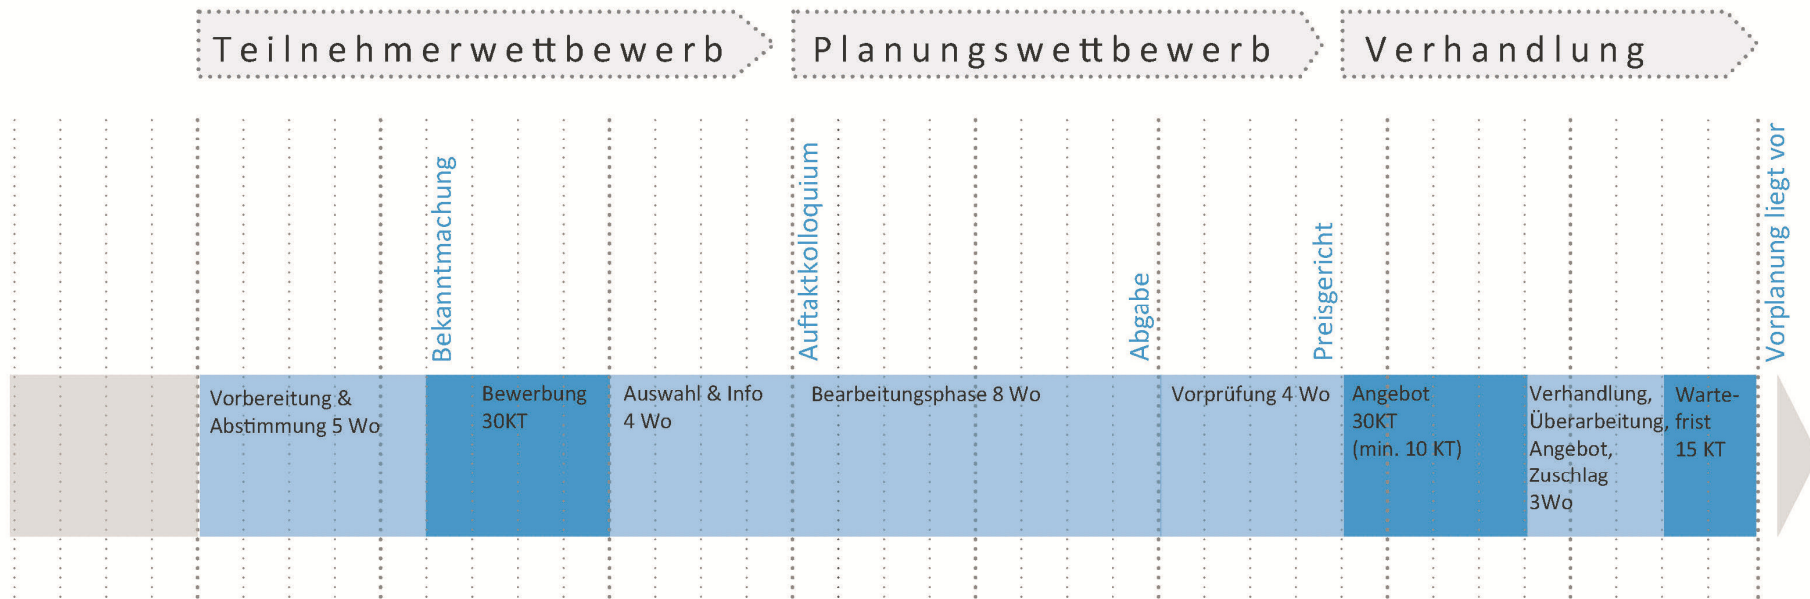 Teilnehmerwettbewerb
Planungswettbewerb
Verhandlung
Bekanntmachung
Auftaktkolloquium
Abgabe
Preisgericht
Vorplanung liegt vor
Vorbereitung &
Abstimmung 5 Wo
Bewerbung
30KT
Auswahl & Info
4 Wo
Bearbeitungsphase 8 Wo
Vorprüfung 4 Wo
Angebot
30KT
(min. 10 KT)
Verhandlung,
Überarbeitung,
Angebot,
Zuschlag
3Wo
Warte-
frist
15 KT